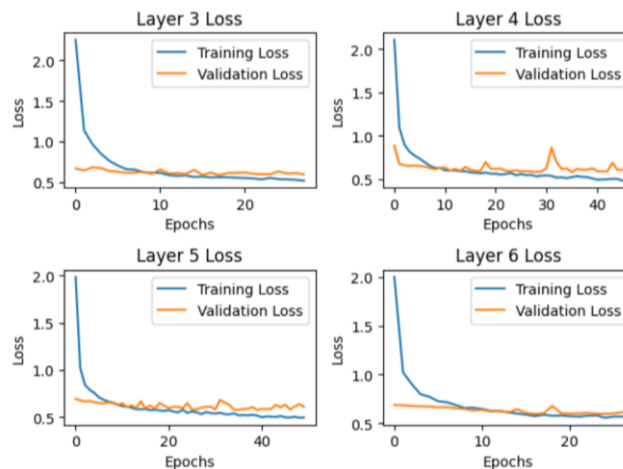 Layer 3 Loss
Training Loss
Validation Loss
Loss
2.0
1.5
1.0
0.5
0 10 20
Epochs
Layer 4 Loss
Training Loss
Validation Loss
Loss
2.0
1.5
1.0
0.5
0 10 20 30 40
Epochs
Layer 5 Loss
Training Loss
Validation Loss
Loss
2.0
1.5
1.0
0.5
0 20 40
Epochs
Layer 6 Loss
Training Loss
Validation Loss
Loss
2.0
1.5
1.0
0.5
0 10 20
Epochs